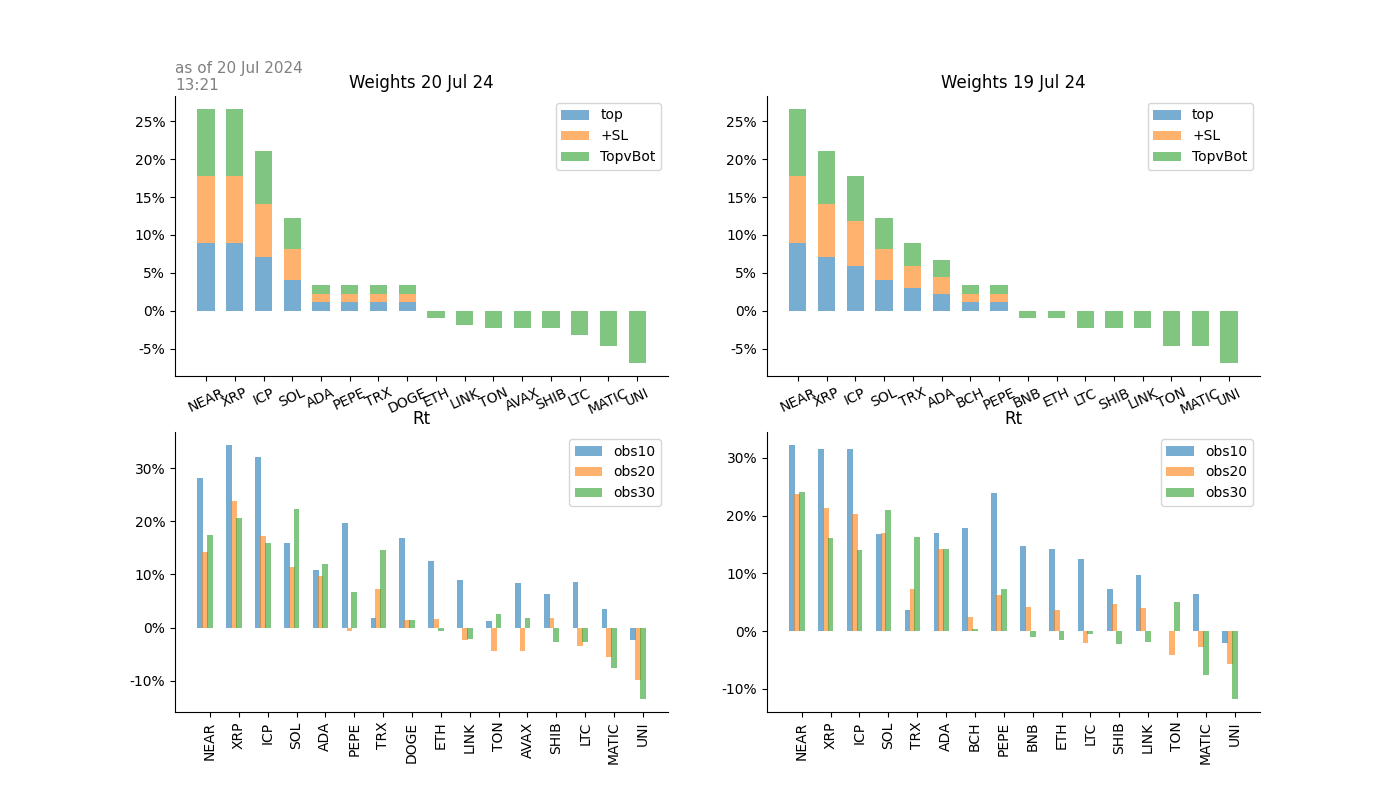 as of 20 Jul 2024
13:21
Weights 20 Jul 24
25%
20%
15%
10%
5%
0%
-5%
top
+SL
TopvBot
NEAR XRP ICP SOL ADA PEPE TRX DOGE ETH LINK TON AVAX SHIB LTC MATIC UNI
Weights 19 Jul 24
25%
20%
15%
10%
5%
0%
-5%
top
+SL
TopvBot
NEAR XRP ICP SOL TRX ADA BCH PEPE BNB ETH LTC SHIB LINK TON MATIC UNI
Rt
30%
20%
10%
0%
-10%
obs10
obs20
obs30
NEAR XRP ICP SOL ADA PEPE TRX DOGE ETH LINK TON AVAX SHIB LTC MATIC UNI
Rt
30%
20%
10%
0%
-10%
obs10
obs20
obs30
NEAR XRP ICP SOL TRX ADA BCH PEPE BNB ETH LTC SHIB LINK TON MATIC UNI